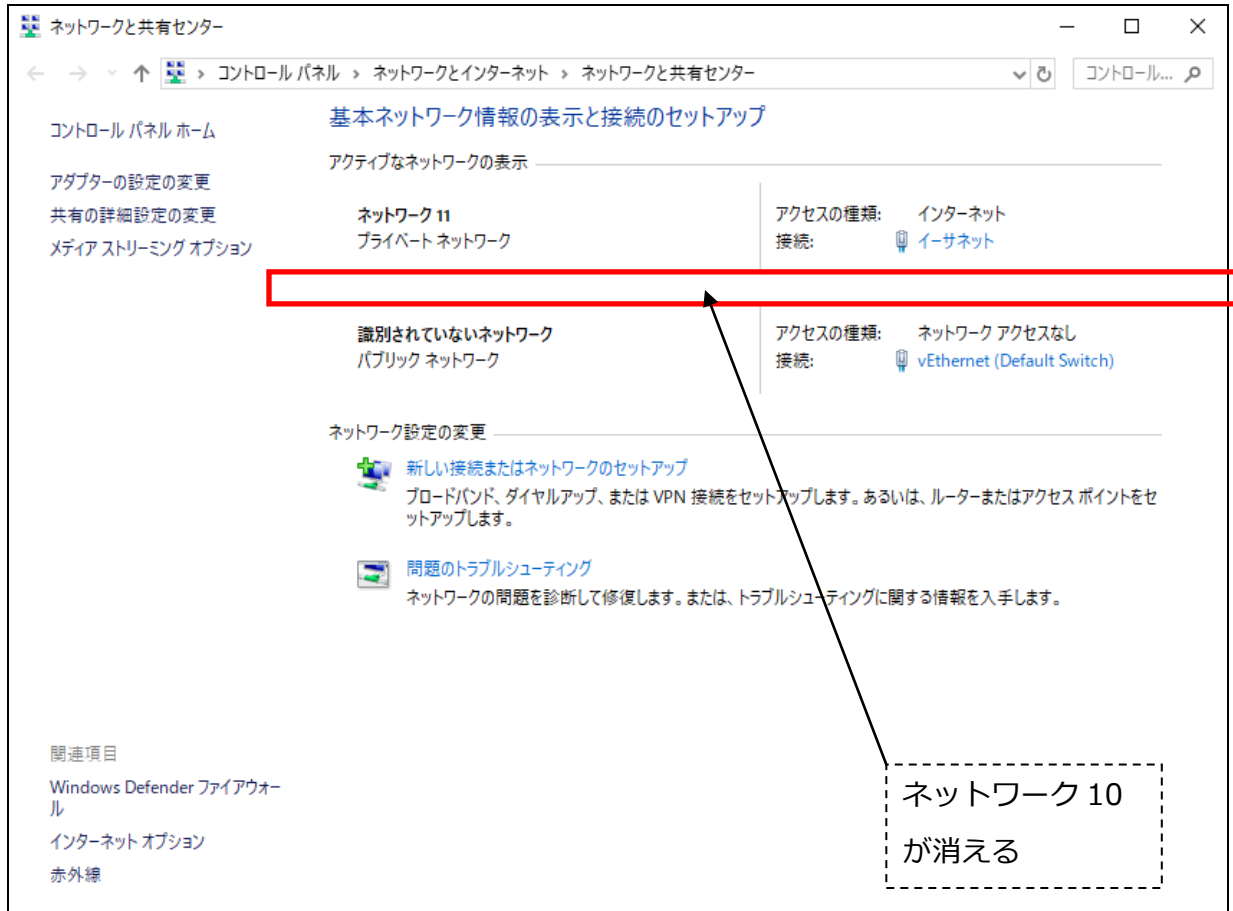 ネットワークと共有センター
コントロール パネル › ネットワークとインターネット › ネットワークと共有センター
コントロール...
コントロール パネル ホーム
アダプターの設定の変更
共有の詳細設定の変更
メディア ストリーミング オプション
基本ネットワーク情報の表示と接続のセットアップ
アクティブなネットワークの表示
ネットワーク 11
プライベート ネットワーク
アクセスの種類: インターネット
接続: イーサネット
識別されていないネットワーク
パブリック ネットワーク
アクセスの種類: ネットワーク アクセスなし
接続: vEthernet (Default Switch)
ネットワーク設定の変更
新しい接続またはネットワークのセットアップ
ブロードバンド、ダイヤルアップ、または VPN 接続をセットアップします。あるいは、ルーターまたはアクセス ポイントをセ
ットアップします。
問題のトラブルシューティング
ネットワークの問題を診断して修復します。または、トラブルシューティングに関する情報を入手します。
ネットワーク 10
が消える
関連項目
Windows Defender ファイアウォー
ル
インターネット オプション
赤外線